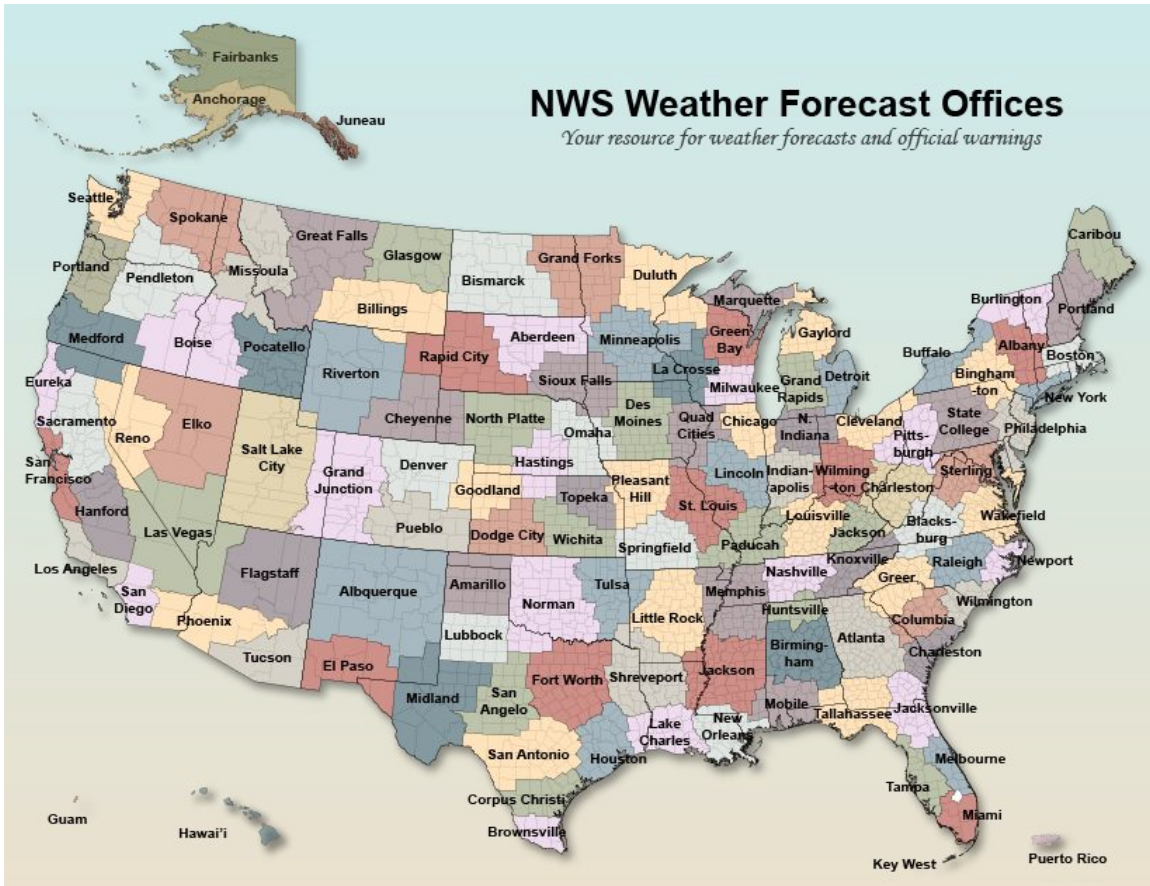 NWS Weather Forecast Offices
Your resource for weather forecasts and official warnings
Fairbanks
Anchorage
Juneau
Seattle
Spokane
Great Falls
Glasgow
Missoula
Portland
Pendleton
Bismarck
Grand Forks
Duluth
Marquette
Caribou
Burlington
Portland
Billings
Medford
Boise
Pocatello
Riverton
Rapid City
Aberdeen
Minneapolis
Green
Bay
Gaylord
Buffalo
Albany
Boston
La Crosse
Sioux Falls
Milwaukee
Grand
Rapids
Detroit
Bingham
-ton
New York
Eureka
Sacramento
Reno
Elko
Salt Lake
City
Cheyenne
North Platte
Omaha
Des
Moines
Quad
Cities
Chicago
N.
Indiana
Cleveland
Pitts-
burgh
State
College
Philadelphia
San
Francisco
Hanford
Las Vegas
Grand
Junction
Denver
Hastings
Goodland
Topeka
Pleasant
Hill
Lincoln
Indian-
apolis
Wilming
-ton
Charleston
Sterling
St. Louis
Pueblo
Dodge City
Wichita
Springfield
Paducah
Louisville
Jackson
Blacks-
burg
Wakefield
Los Angeles
San
Diego
Flagstaff
Albuquerque
Amarillo
Norman
Tulsa
Little Rock
Memphis
Nashville
Knoxville
Greer
Raleigh
Newport
Phoenix
Tucson
El Paso
Lubbock
Huntsville
Atlanta
Columbia
Wilmington
Charleston
Birming-
ham
Midland
San
Angelo
Fort Worth
Shreveport
Jackson
Mobile
Tallahassee
Jacksonville
San Antonio
Houston
Lake
Charles
New
Orleans
Melbourne
Tampa
Miami
Key West
Corpus Christi
Brownsville
Guam
Hawai'i
Puerto Rico